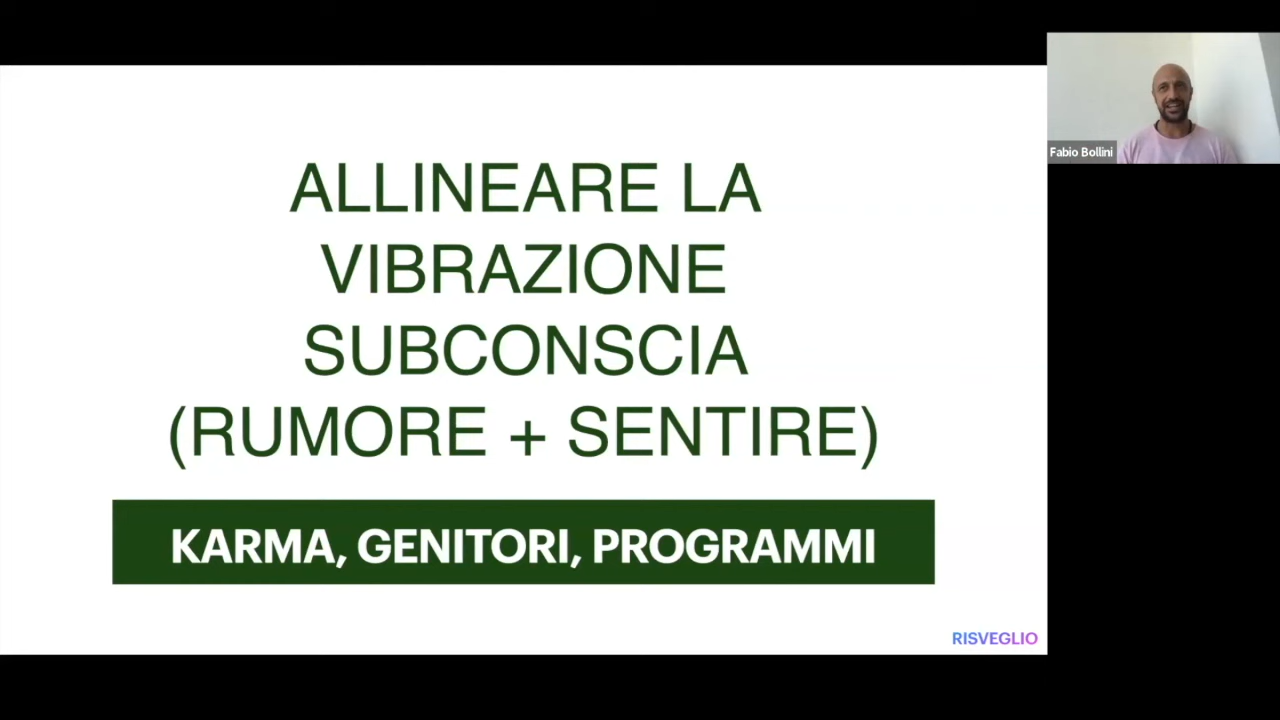 Fabio Bollini
ALLINEARE LA
VIBRAZIONE
SUBCONSCIA
(RUMORE + SENTIRE)
KARMA, GENITORI, PROGRAMMI
RISVEGLIO